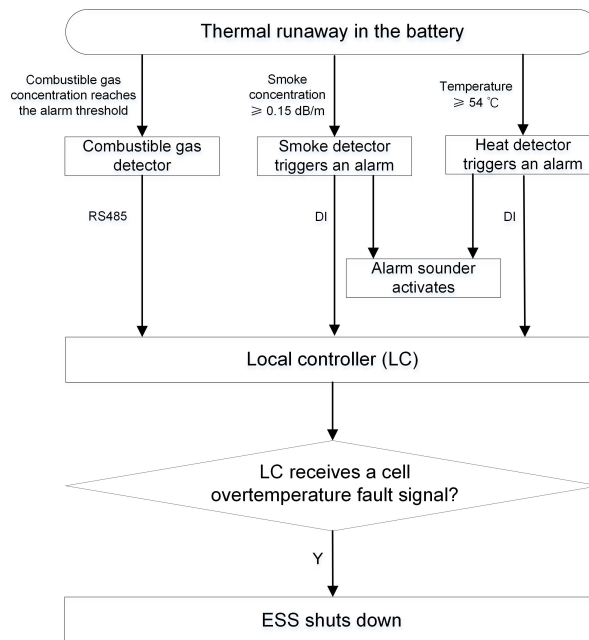 Thermal runaway in the battery
Combustible gas
concentration reaches
the alarm threshold
Smoke
concentration
≥ 0.15 dB/m
Temperature
≥ 54 ℃
Combustible gas
detector
Smoke detector
triggers an alarm
Heat detector
triggers an alarm
RS485
DI
DI
Alarm sounder
activates
Local controller (LC)
LC receives a cell
overtemperature fault signal?
Y
ESS shuts down